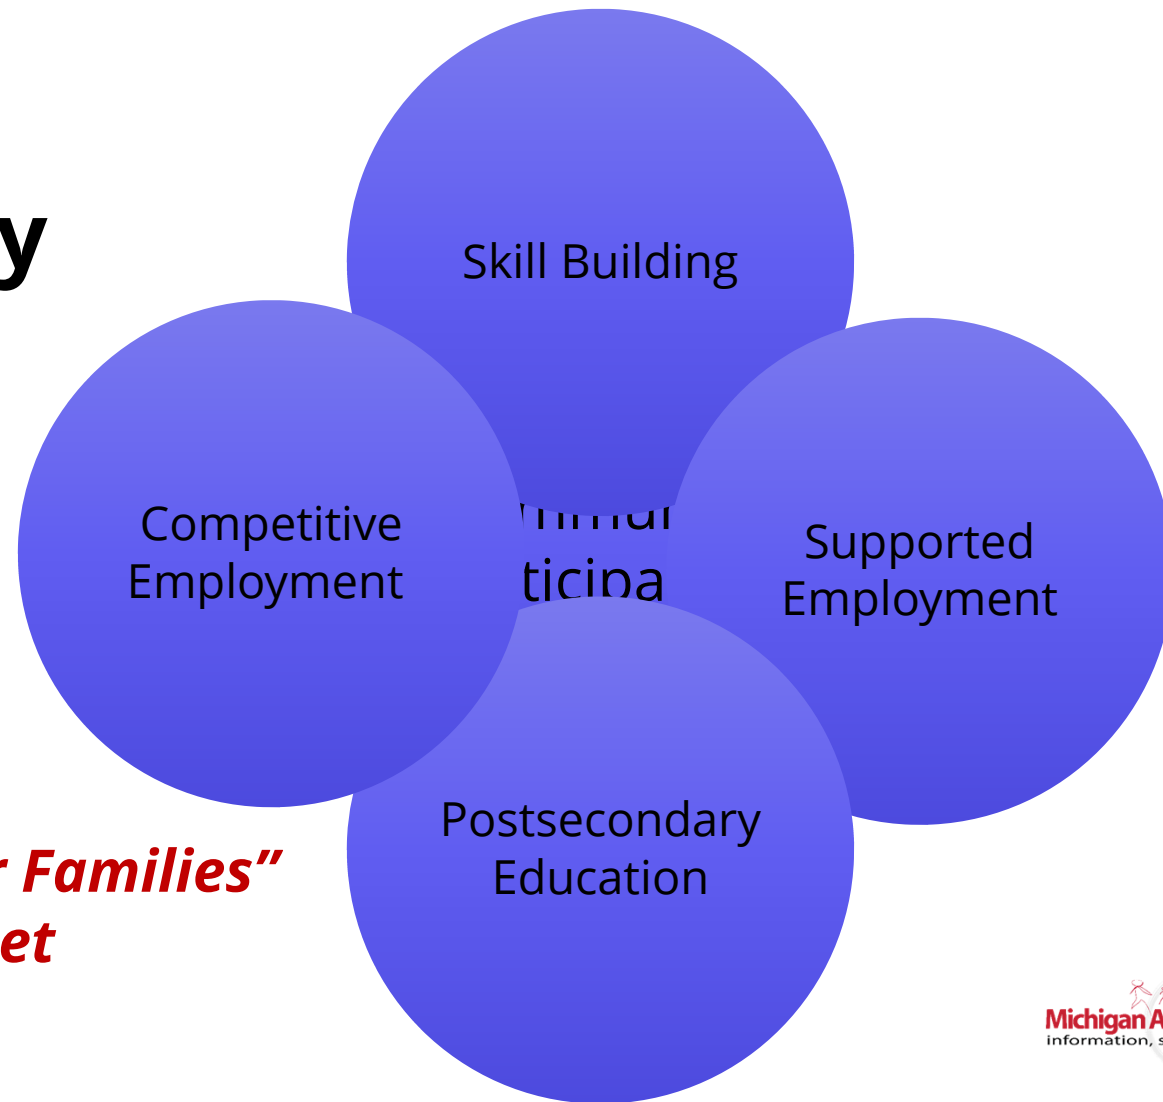 y
Skill Building
Competitive
Employment
Supported
Employment
ticipa
Postsecondary
Education
r Families”
et
Michigan A
information, s